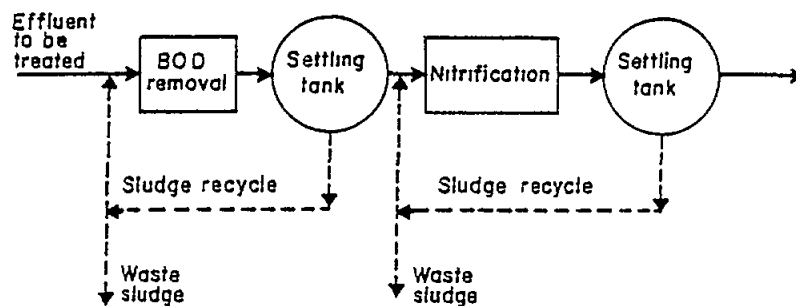 Effluent
to be
treated
BOD
removal
Settling
tank
Nitrification
Settling
tank
Sludge recycle
Sludge recycle
Waste
sludge
Waste
sludge